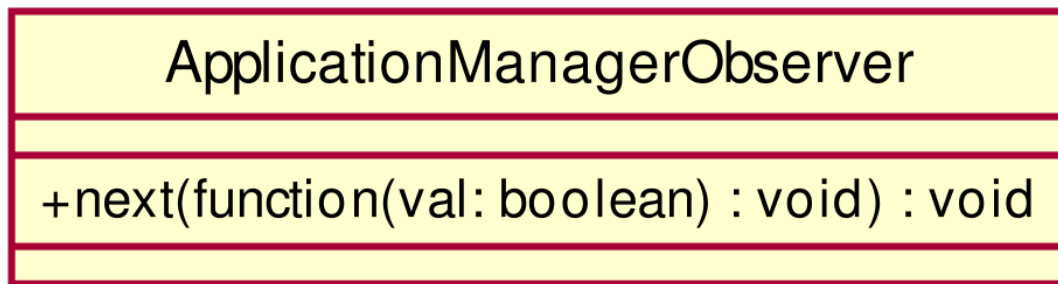 ApplicationManagerObserver
+next(function(val: boolean) : void) : void